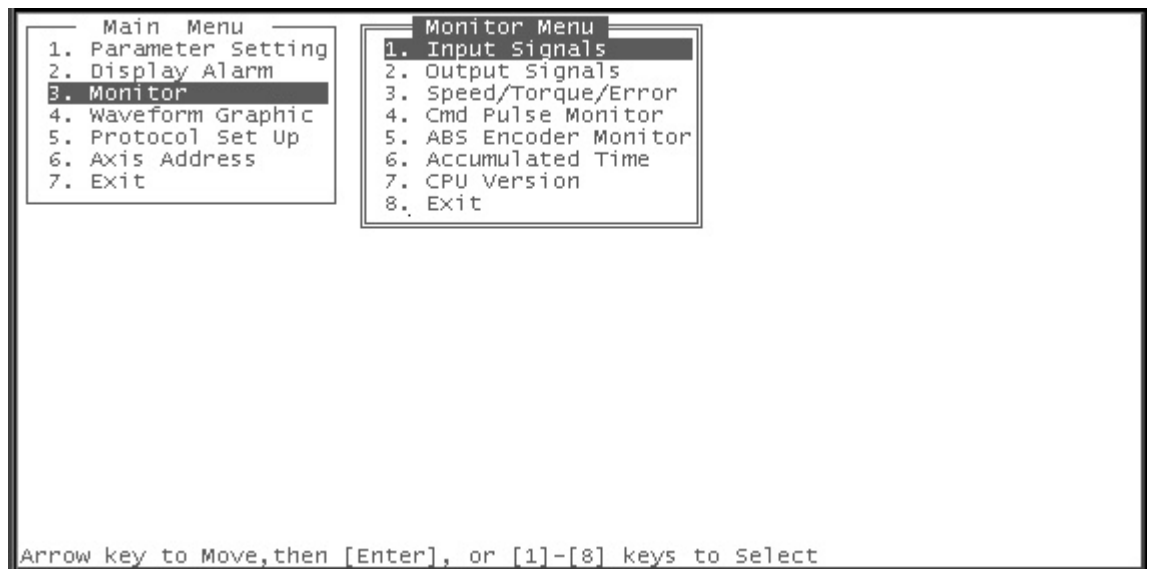 Main Menu
1. Parameter Setting
2. Display Alarm
3. Monitor
4. Waveform Graphic
5. Protocol Set Up
6. Axis Address
7. Exit
Monitor Menu
1. Input Signals
2. Output Signals
3. Speed/Torque/Error
4. Cmd Pulse Monitor
5. ABS Encoder Monitor
6. Accumulated Time
7. CPU Version
8. Exit
Arrow key to Move,then [Enter], or [1]-[8] keys to Select